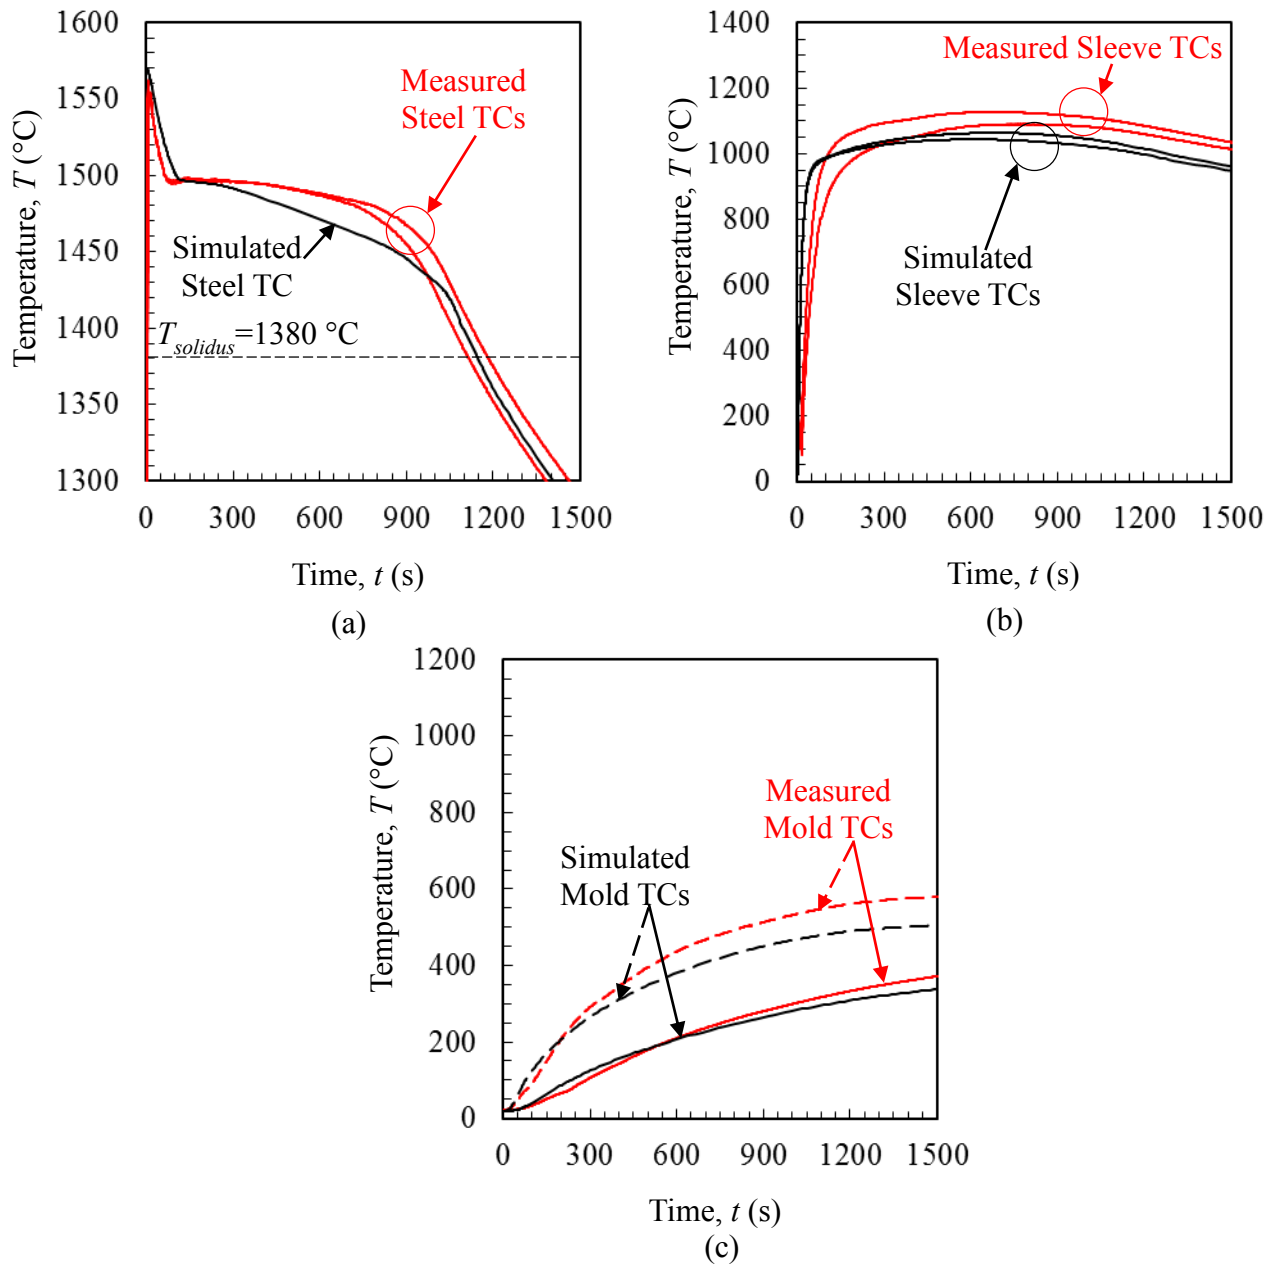 1600
1550
1500
1450
1400
1350
1300
Temperature, T (°C)
Measured
Steel TCs
Simulated
Steel TC
T_solidus=1380 °C
0 300 600 900 1200 1500
Time, t (s)
(a)
1400
1200
1000
800
600
400
200
0
Temperature, T (°C)
Measured Sleeve TCs
Simulated
Sleeve TCs
0 300 600 900 1200 1500
Time, t (s)
(b)
1200
1000
800
600
400
200
0
Temperature, T (°C)
Measured
Mold TCs
Simulated
Mold TCs
0 300 600 900 1200 1500
Time, t (s)
(c)